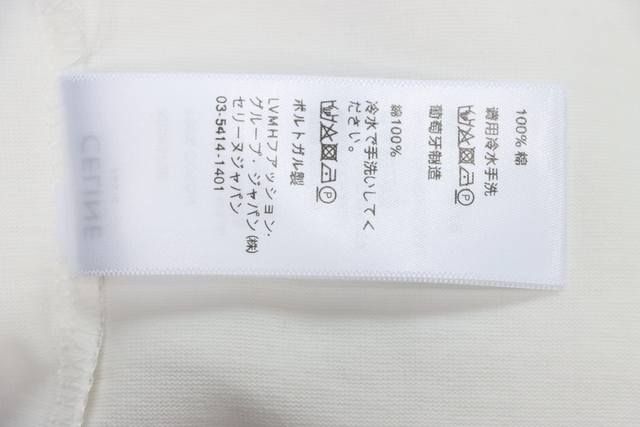 100% 棉
適用冷水手洗
葡萄牙制造
綿100%
冷水で手洗いしてく
ださい。
ポルトガル製
LVMHファッション・
グループ・ジャパン(株)
セリーヌジャパン
03-5414-1401
CELINE